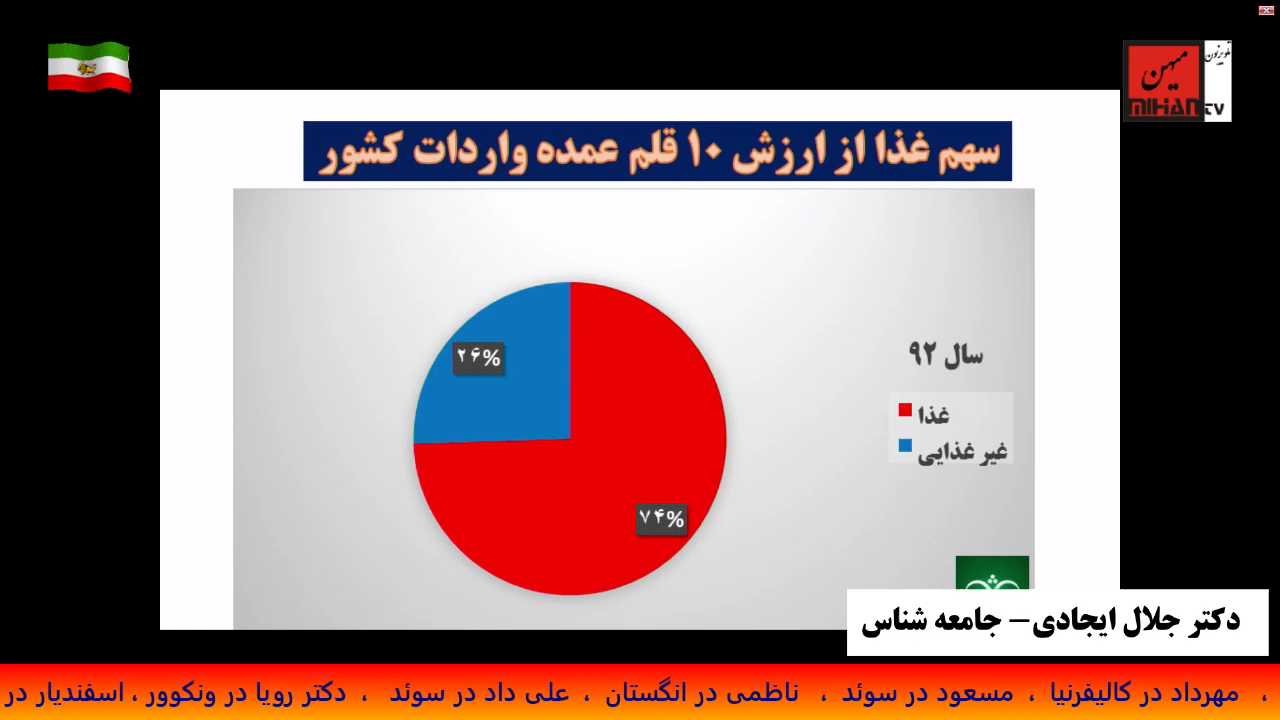 تلویزیون
میهن
MIHAN TV
سهم غذا از ارزش ۱۰ قلم عمده واردات کشور
سال ۹۲
غذا
غیر غذایی
۲۶%
۷۴%
دکتر جلال ایجادی- جامعه شناس
، مهرداد در کالیفرنیا ، مسعود در سوئد ، ناظمی در انگستان ، علی داد در سوئد ، دکتر رویا در ونکوور ، اسفندیار در